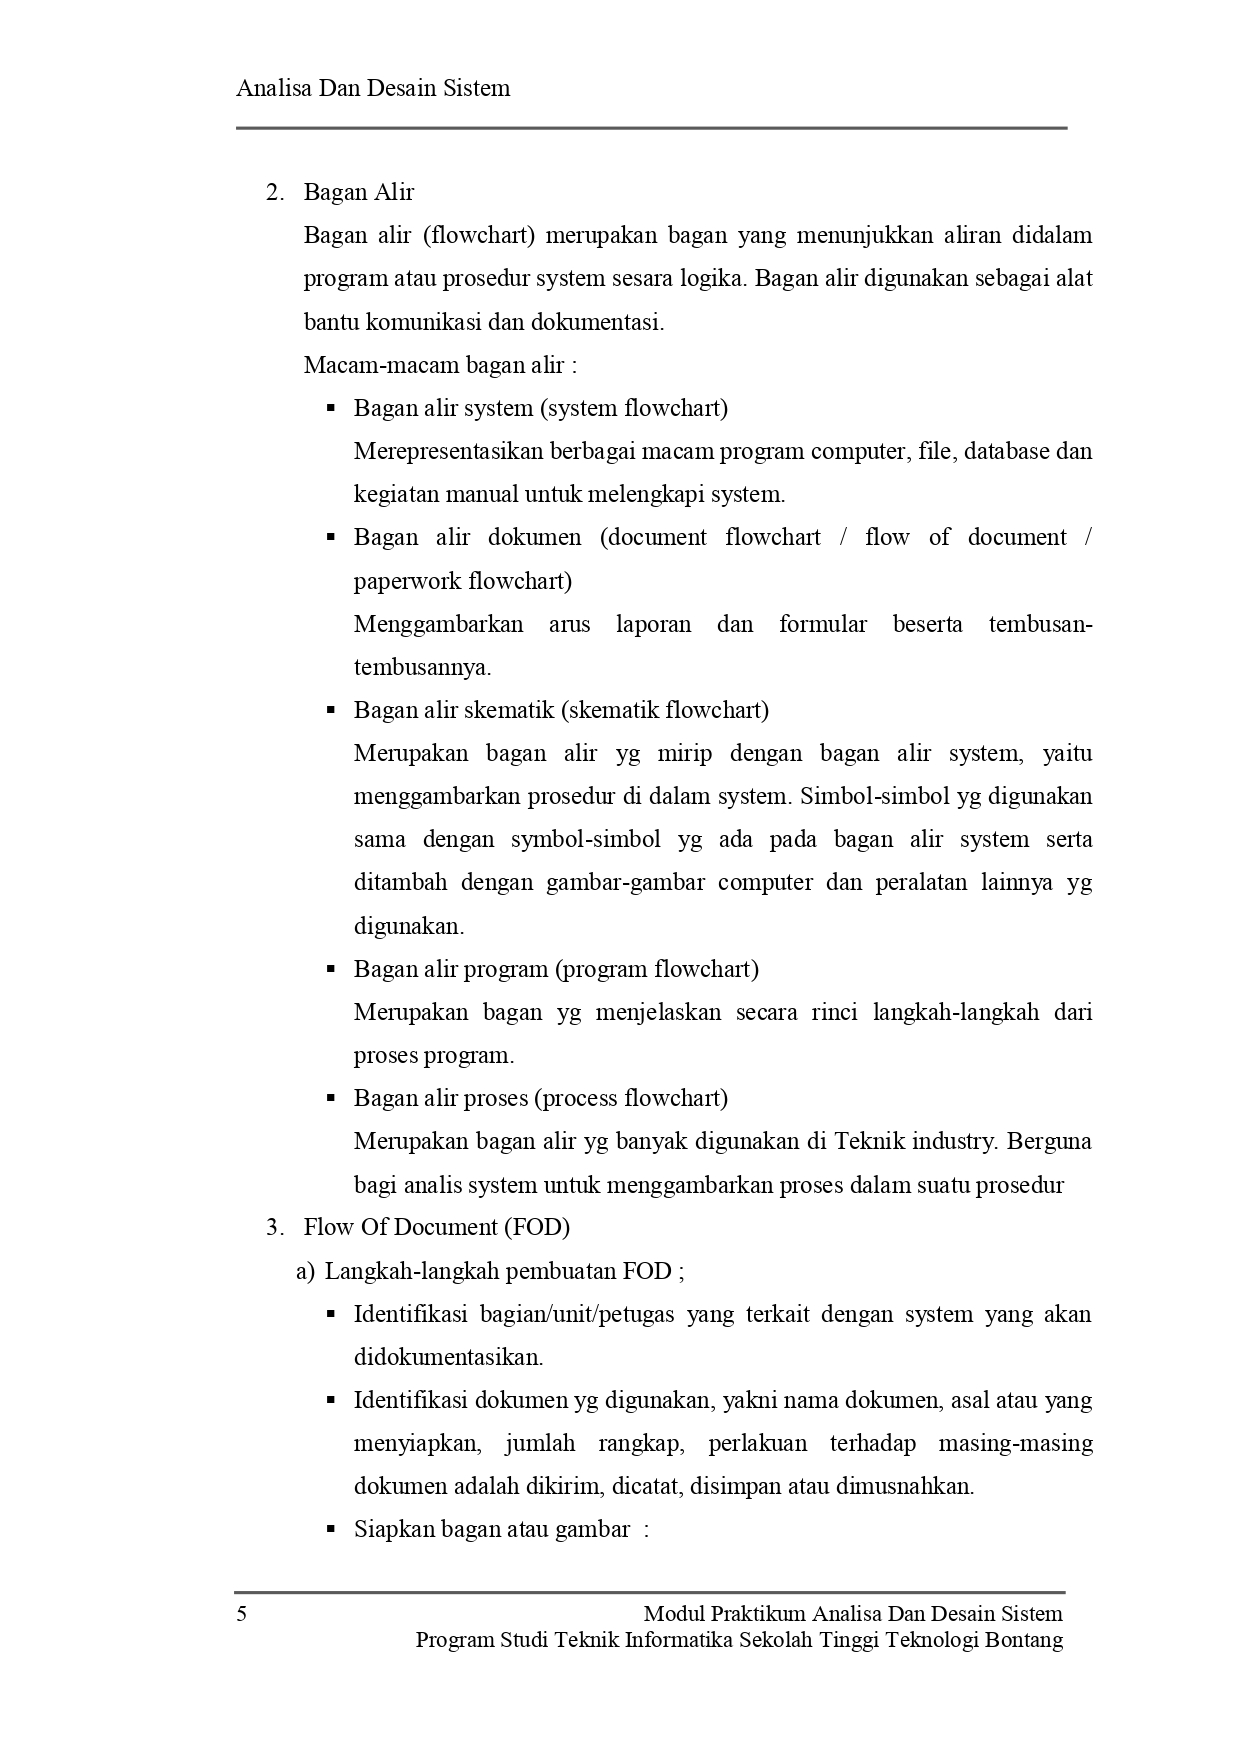 Analisa Dan Desain Sistem
2. Bagan Alir
Bagan alir (flowchart) merupakan bagan yang menunjukkan aliran didalam
program atau prosedur system sesara logika. Bagan alir digunakan sebagai alat
bantu komunikasi dan dokumentasi.
Macam-macam bagan alir :
▪ Bagan alir system (system flowchart)
Merepresentasikan berbagai macam program computer, file, database dan
kegiatan manual untuk melengkapi system.
▪ Bagan alir dokumen (document flowchart / flow of document /
paperwork flowchart)
Menggambarkan arus laporan dan formular beserta tembusan-
tembusannya.
▪ Bagan alir skematik (skematik flowchart)
Merupakan bagan alir yg mirip dengan bagan alir system, yaitu
menggambarkan prosedur di dalam system. Simbol-simbol yg digunakan
sama dengan symbol-simbol yg ada pada bagan alir system serta
ditambah dengan gambar-gambar computer dan peralatan lainnya yg
digunakan.
▪ Bagan alir program (program flowchart)
Merupakan bagan yg menjelaskan secara rinci langkah-langkah dari
proses program.
▪ Bagan alir proses (process flowchart)
Merupakan bagan alir yg banyak digunakan di Teknik industry. Berguna
bagi analis system untuk menggambarkan proses dalam suatu prosedur
3. Flow Of Document (FOD)
a) Langkah-langkah pembuatan FOD ;
▪ Identifikasi bagian/unit/petugas yang terkait dengan system yang akan
didokumentasikan.
▪ Identifikasi dokumen yg digunakan, yakni nama dokumen, asal atau yang
menyiapkan, jumlah rangkap, perlakuan terhadap masing-masing
dokumen adalah dikirim, dicatat, disimpan atau dimusnahkan.
▪ Siapkan bagan atau gambar :
5 Modul Praktikum Analisa Dan Desain Sistem
Program Studi Teknik Informatika Sekolah Tinggi Teknologi Bontang